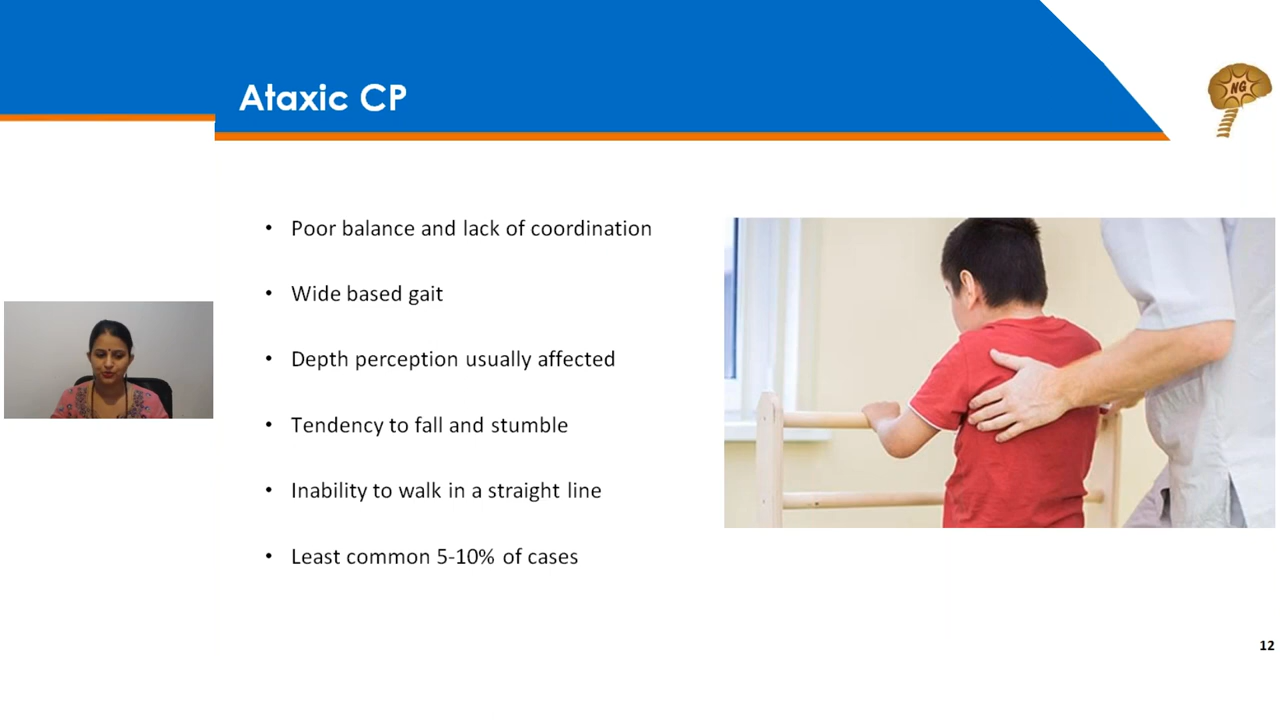 Ataxic CP
NG
• Poor balance and lack of coordination
• Wide based gait
• Depth perception usually affected
• Tendency to fall and stumble
• Inability to walk in a straight line
• Least common 5-10% of cases
12